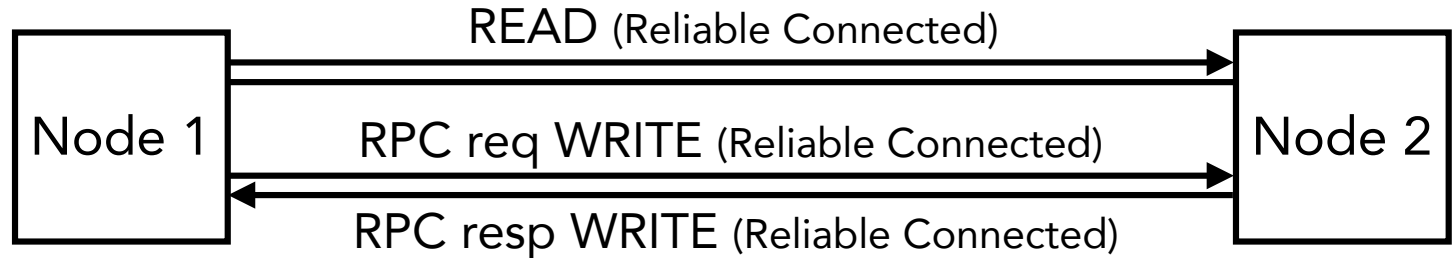 READ (Reliable Connected)
Node 1
RPC req WRITE (Reliable Connected)
Node 2
RPC resp WRITE (Reliable Connected)